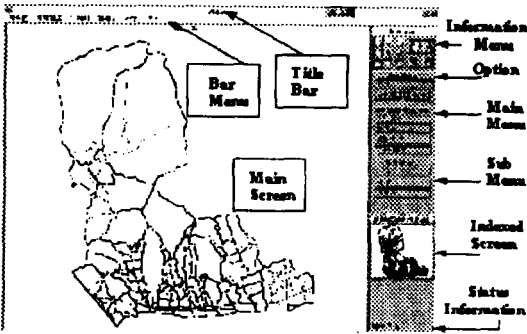 Bar
Menu
Title
Bar
Main
Screen
Information
Menu
Option
Main
Menu
Sub
Menu
Indexed
Screen
Status
Information